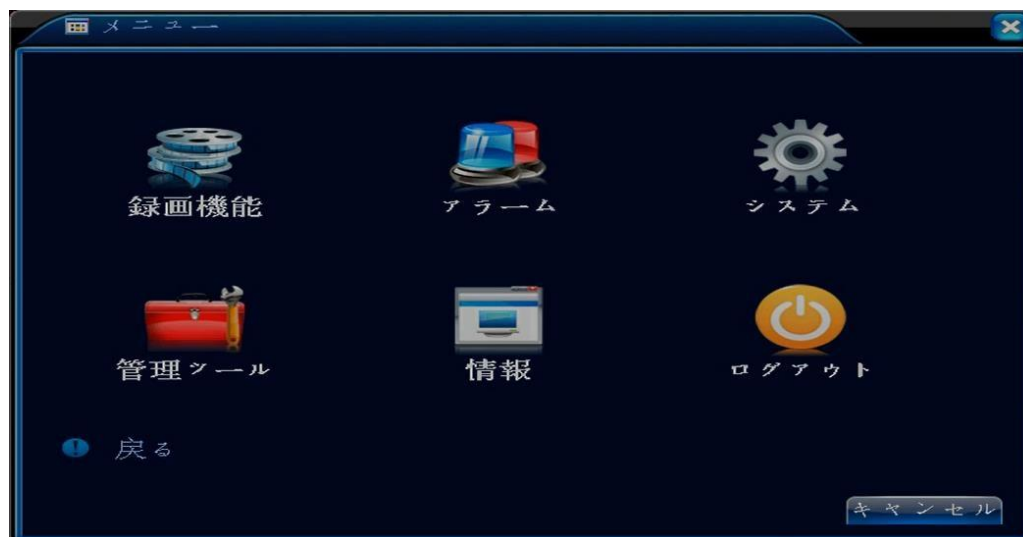 メニュー
録画機能
アラーム
システム
管理ツール
情報
ログアウト
戻る
キャンセル